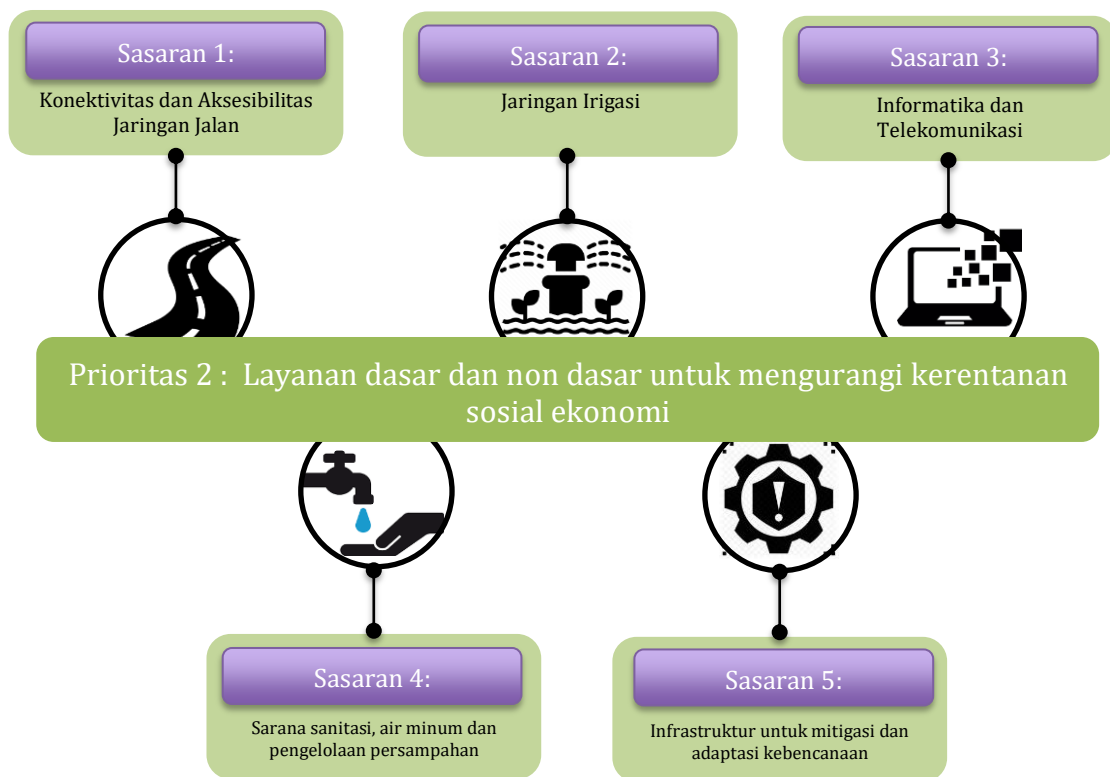 Sasaran 1:
Konektivitas dan Aksesibilitas
Jaringan Jalan
Sasaran 2:
Jaringan Irigasi
Sasaran 3:
Informatika dan
Telekomunikasi
Prioritas 2 : Layanan dasar dan non dasar untuk mengurangi kerentanan
sosial ekonomi
Sasaran 4:
Sarana sanitasi, air minum dan
pengelolaan persampahan
Sasaran 5:
Infrastruktur untuk mitigasi dan
adaptasi kebencanaan